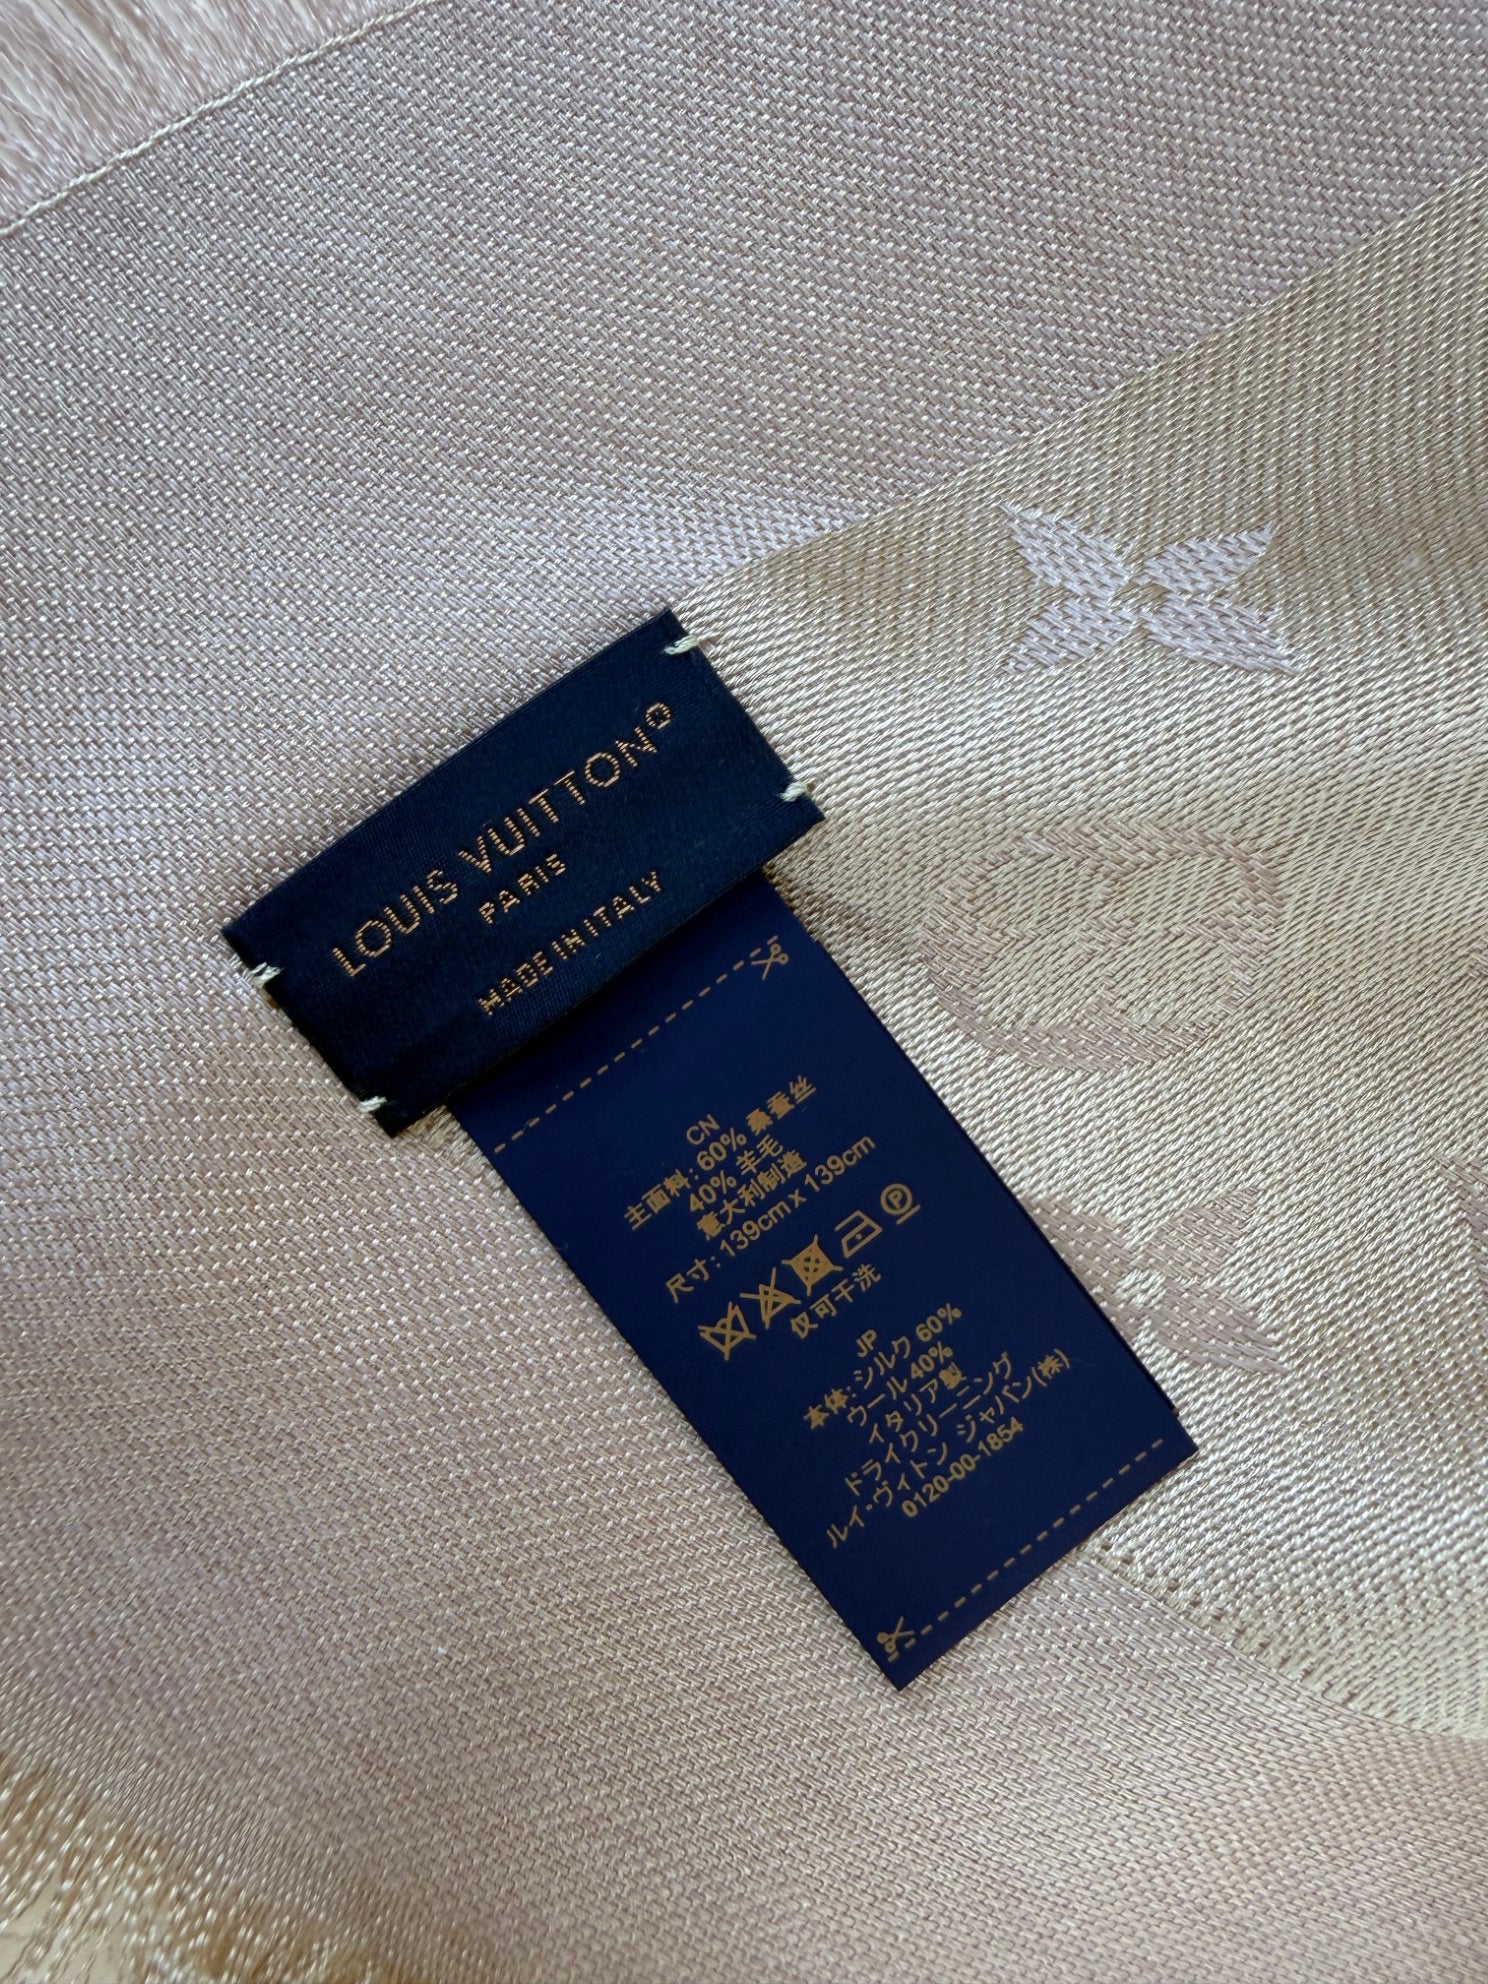 LOUIS VUITTON®
PARIS
MADE IN ITALY
CN
主面料: 60% 桑蚕丝
40% 羊毛
意大利制造
尺寸: 139cm x 139cm
P
仅可干洗
JP
本体: シルク 60%
ウール 40%
イタリア製
ドライクリーニング
ルイ・ヴィトン ジャパン(株)
0120-00-1854